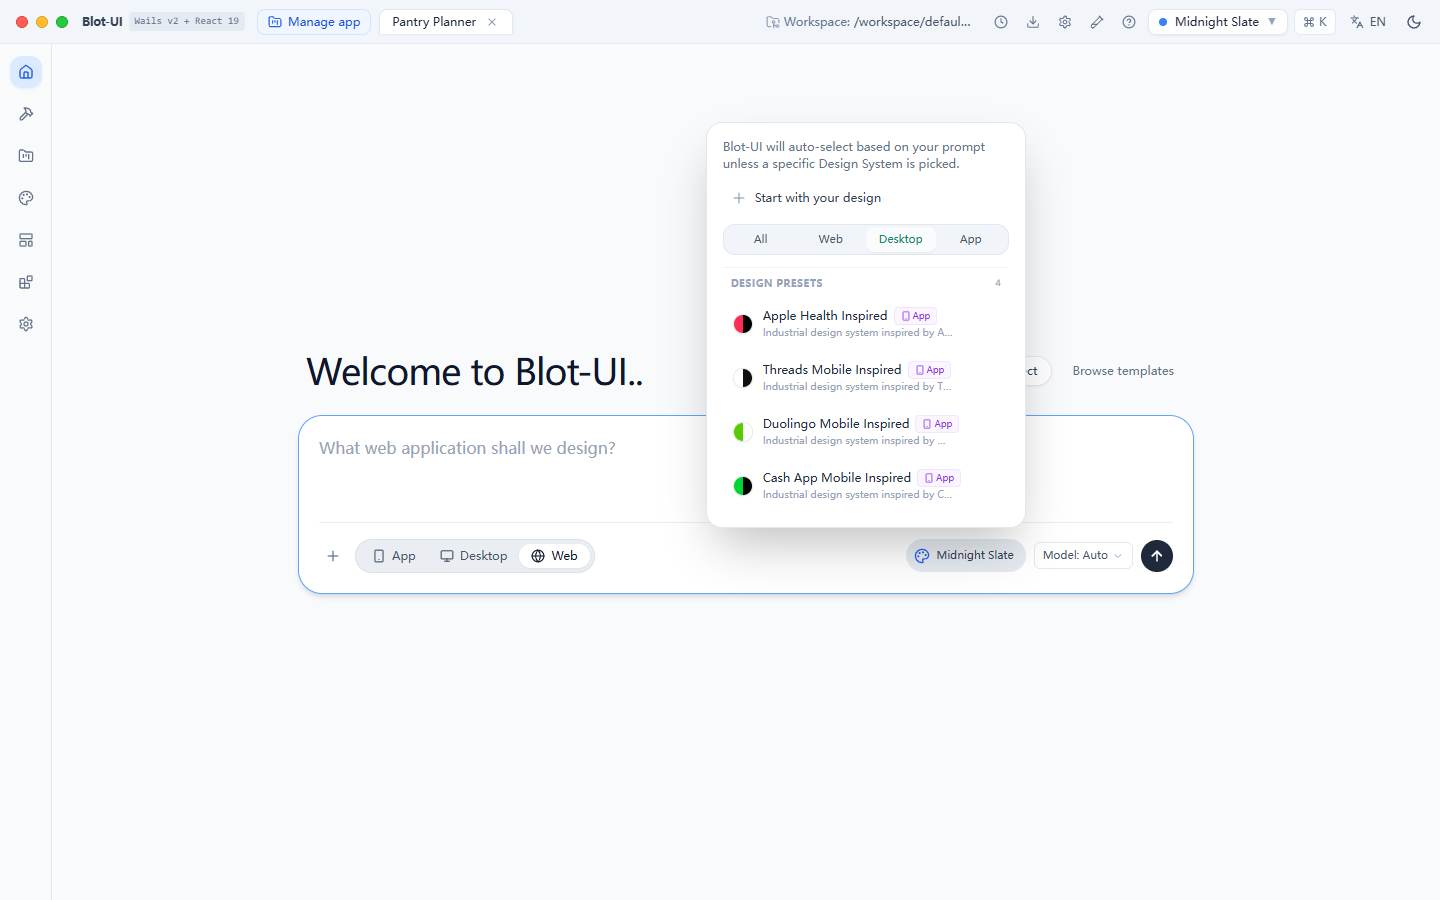 Blot-UI
Wails v2 + React 19
Manage app
Pantry Planner
Workspace: /workspace/defaul...
Midnight Slate
⌘ K
EN
Blot-UI will auto-select based on your prompt
unless a specific Design System is picked.
Start with your design
All
Web
Desktop
App
DESIGN PRESETS
4
Apple Health Inspired
App
Industrial design system inspired by A...
Threads Mobile Inspired
App
Industrial design system inspired by T...
Duolingo Mobile Inspired
App
Industrial design system inspired by ...
Cash App Mobile Inspired
App
Industrial design system inspired by C...
Welcome to Blot-UI..
ct
Browse templates
What web application shall we design?
App
Desktop
Web
Midnight Slate
Model: Auto